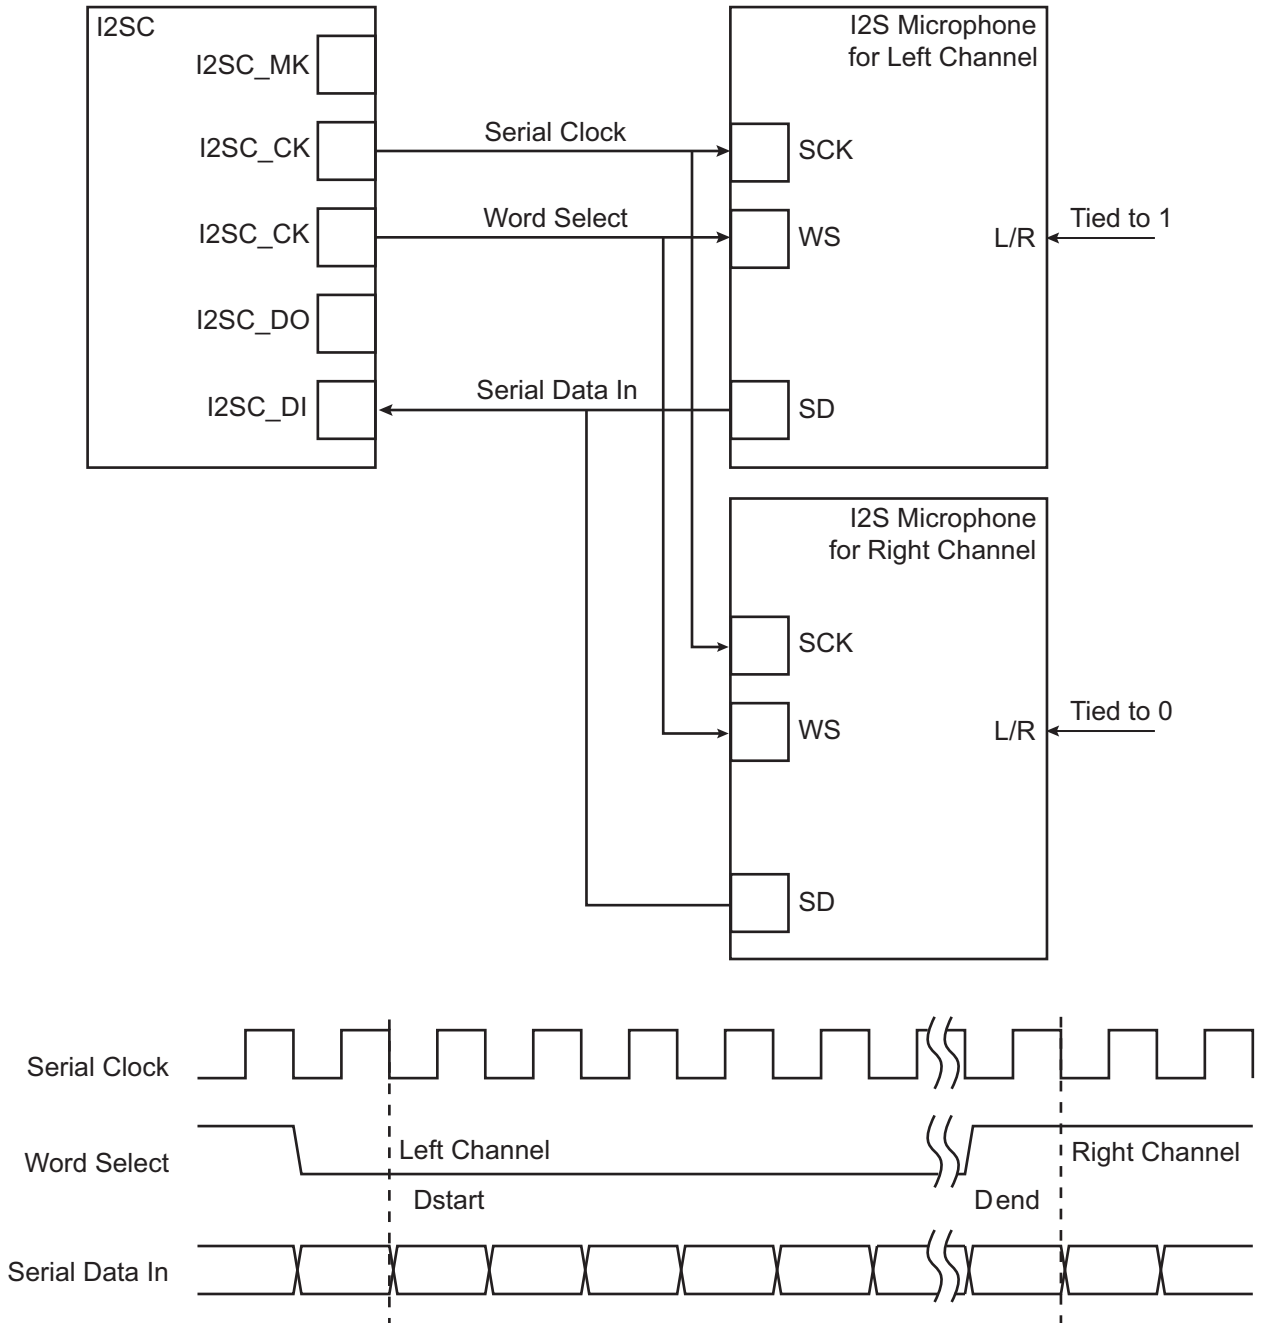 I2SC
I2SC_MK
I2SC_CK
I2SC_CK
I2SC_DO
I2SC_DI
Serial Clock
Word Select
Serial Data In
I2S Microphone
for Left Channel
SCK
WS
L/R
Tied to 1
SD
I2S Microphone
for Right Channel
SCK
WS
L/R
Tied to 0
SD
Serial Clock
Word Select
Left Channel
Right Channel
Dstart
Dend
Serial Data In